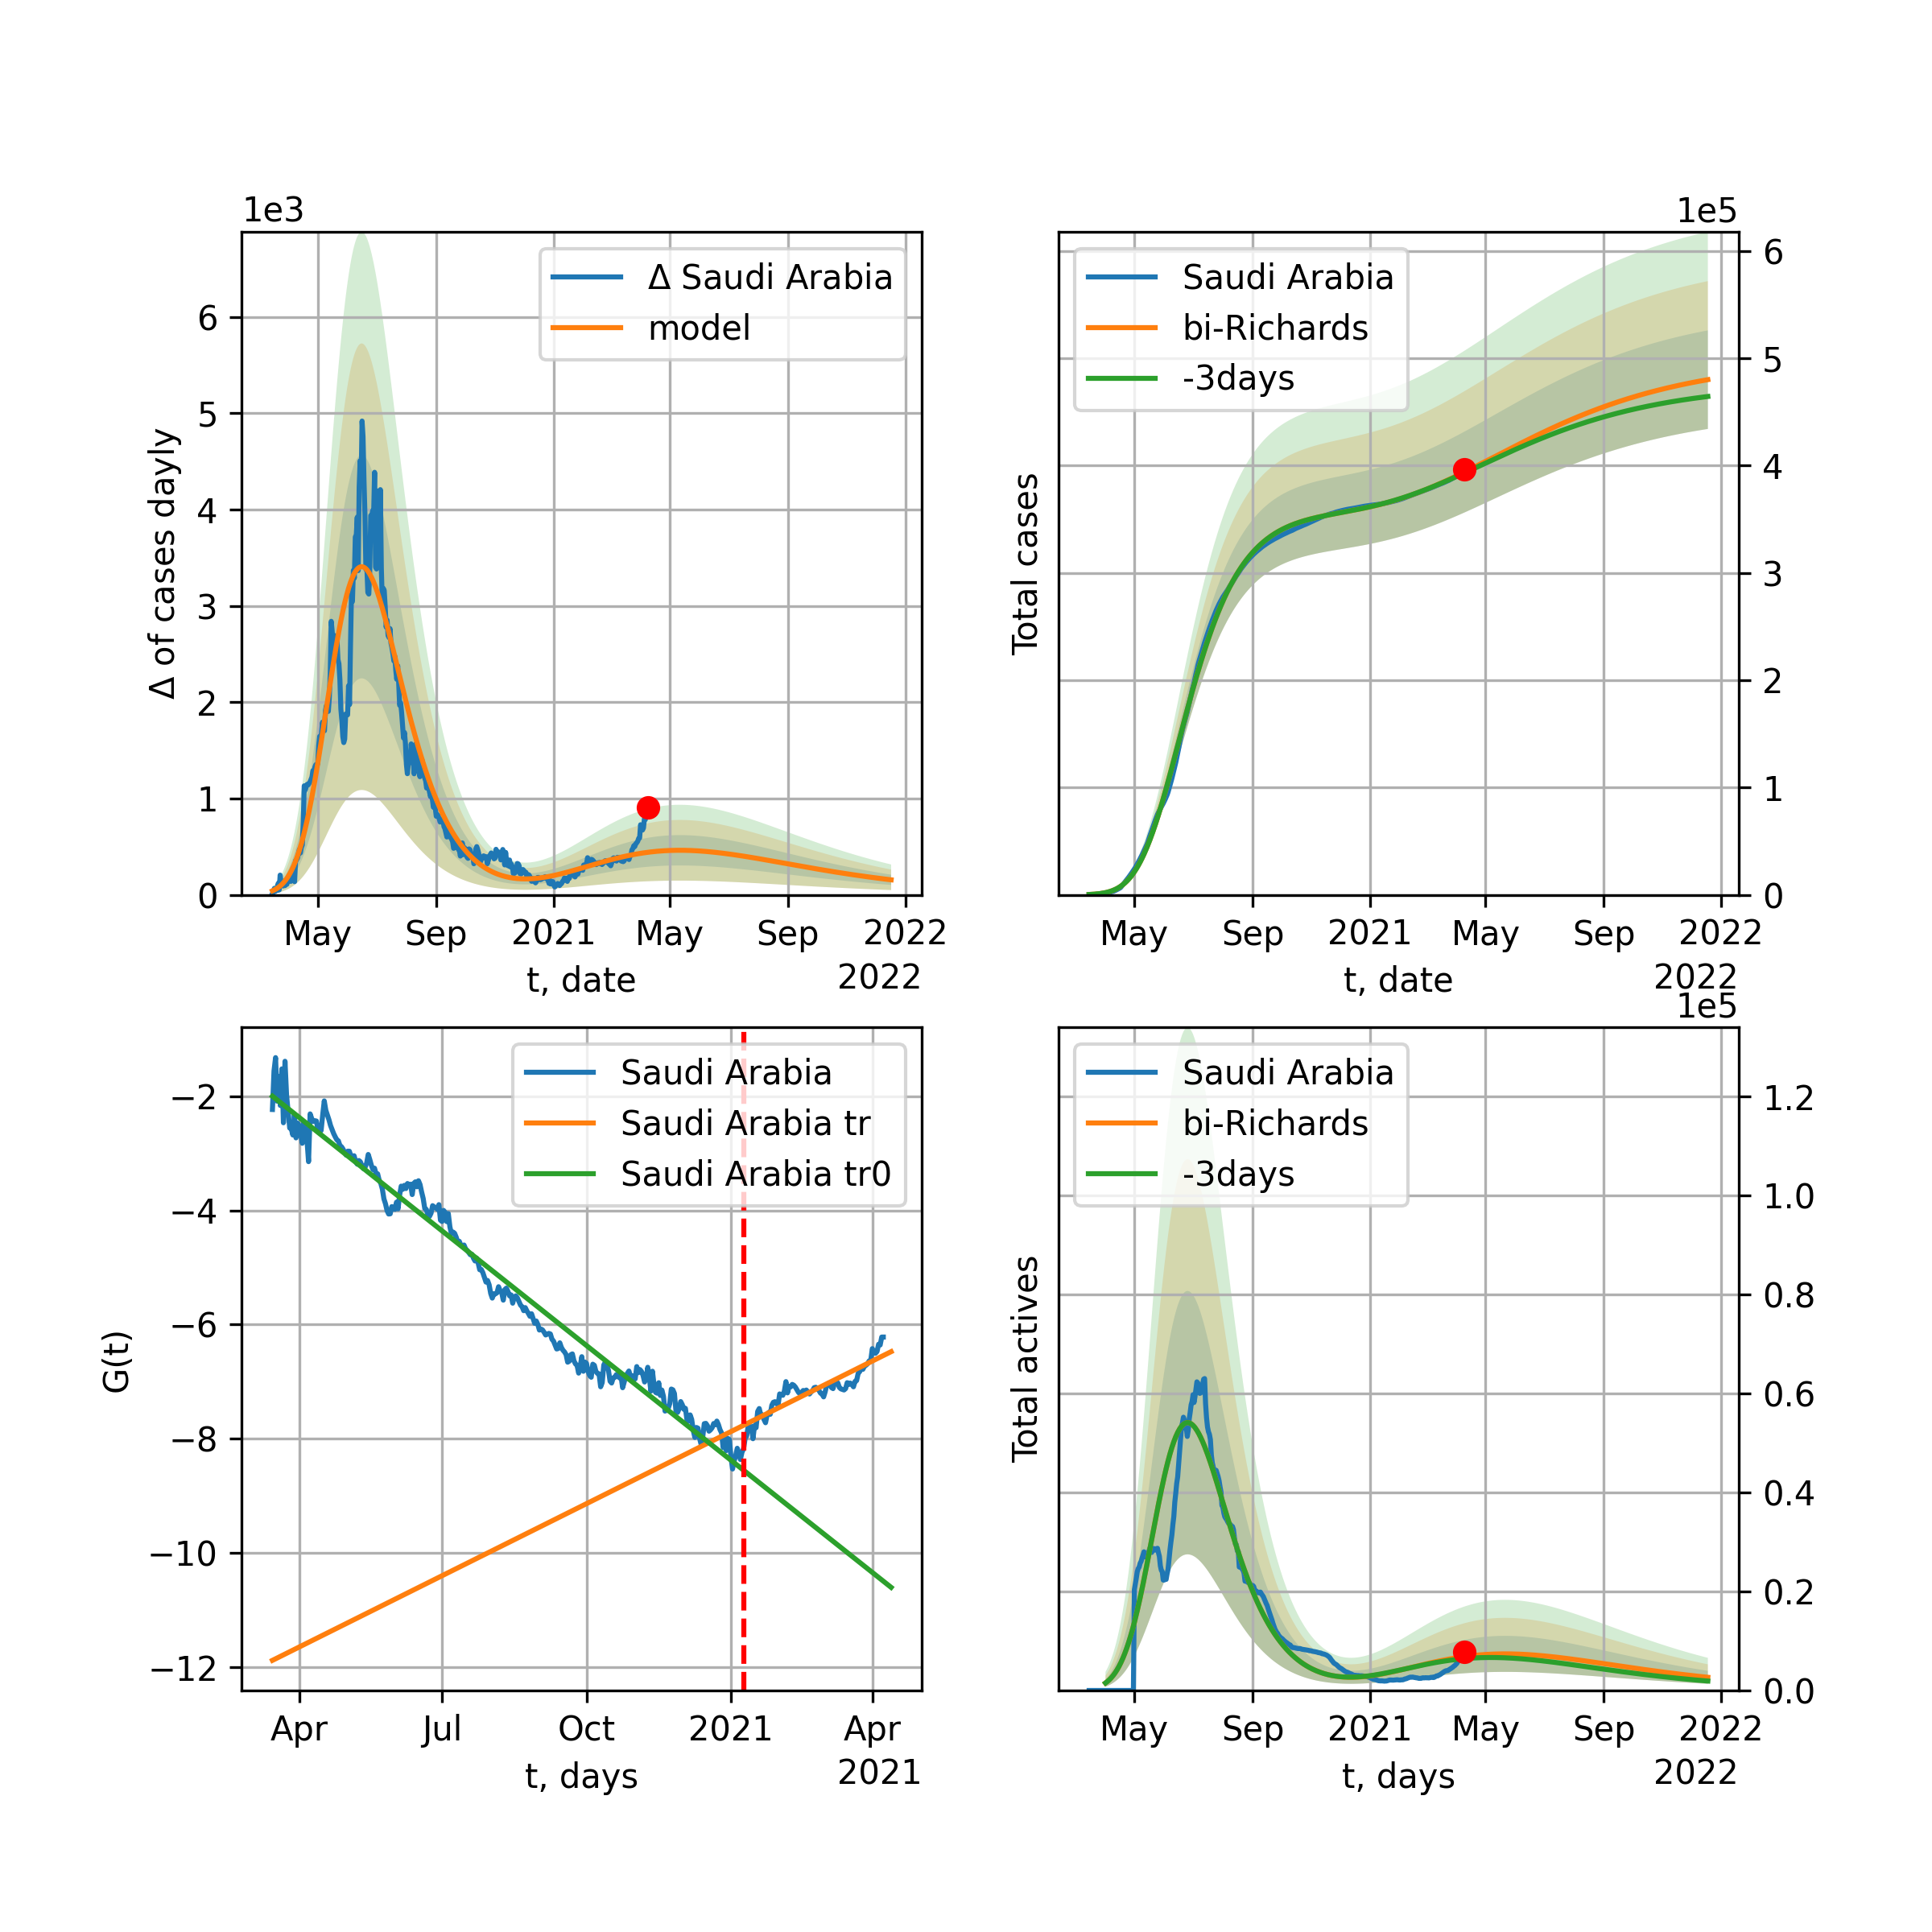 1e3
Δ of cases dayly
6
5
4
3
2
1
0
Δ Saudi Arabia
model
May Sep 2021 May Sep 2022
t, date 2022
1e5
Total cases
Saudi Arabia
bi-Richards
-3days
6
5
4
3
2
1
0
May Sep 2021 May Sep 2022
t, date 2022
G(t)
−2
−4
−6
−8
−10
−12
Saudi Arabia
Saudi Arabia tr
Saudi Arabia tr0
Apr Jul Oct 2021 Apr
t, days 2021
1e5
Total actives
Saudi Arabia
bi-Richards
-3days
1.2
1.0
0.8
0.6
0.4
0.2
0.0
May Sep 2021 May Sep 2022
t, days 2022